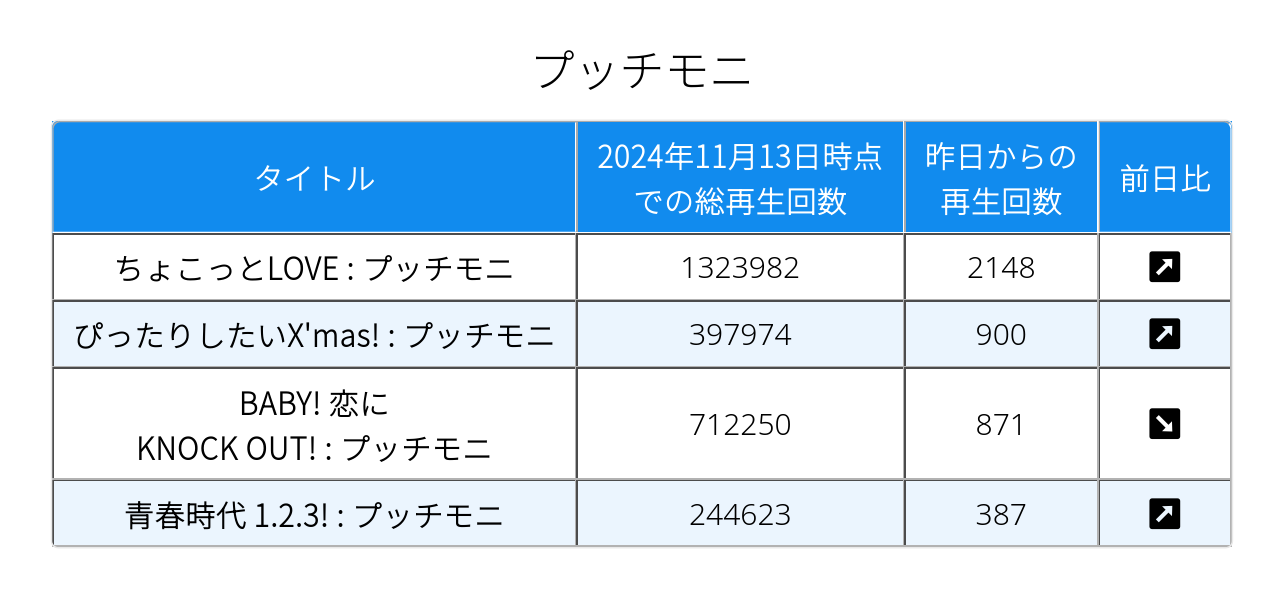 プッチモニ
タイトル
2024年11月13日時点
での総再生回数
昨日からの
再生回数
前日比
ちょこっとLOVE : プッチモニ
1323982
2148
↗
ぴったりしたいX'mas! : プッチモニ
397974
900
↗
BABY! 恋に
KNOCK OUT! : プッチモニ
712250
871
↘
青春時代 1.2.3! : プッチモニ
244623
387
↗